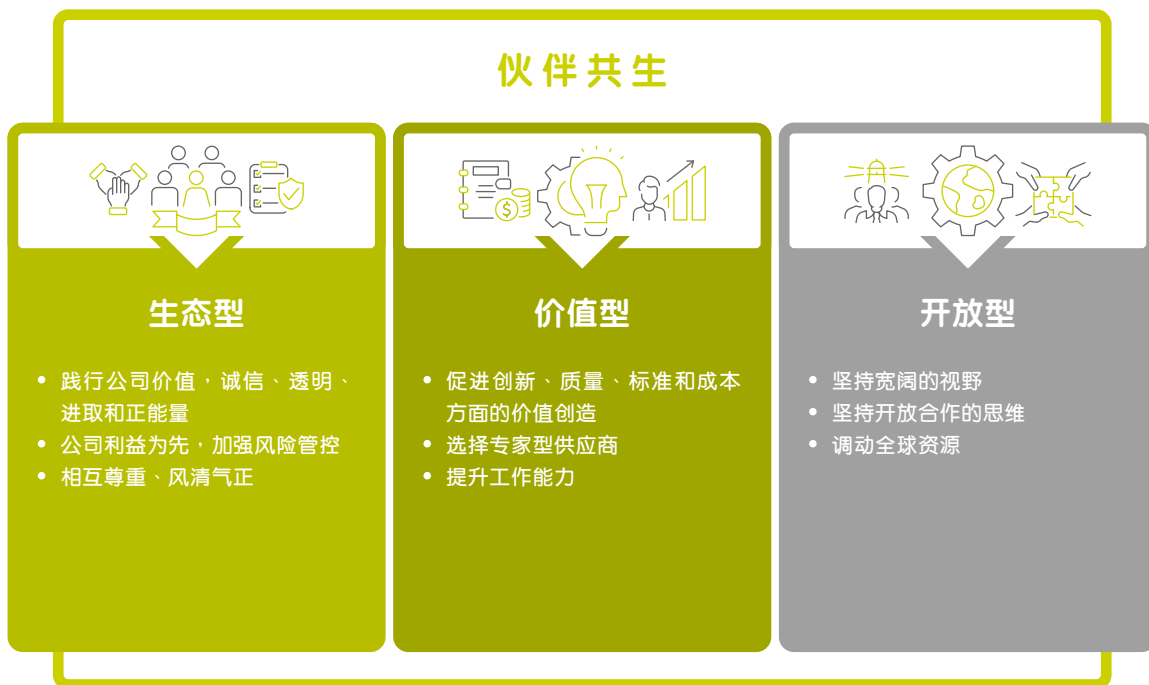 伙伴共生
生态型
• 践行公司价值，诚信、透明、
进取和正能量
• 公司利益为先，加强风险管控
• 相互尊重、风清气正
价值型
• 促进创新、质量、标准和成本
方面的价值创造
• 选择专家型供应商
• 提升工作能力
开放型
• 坚持宽阔的视野
• 坚持开放合作的思维
• 调动全球资源